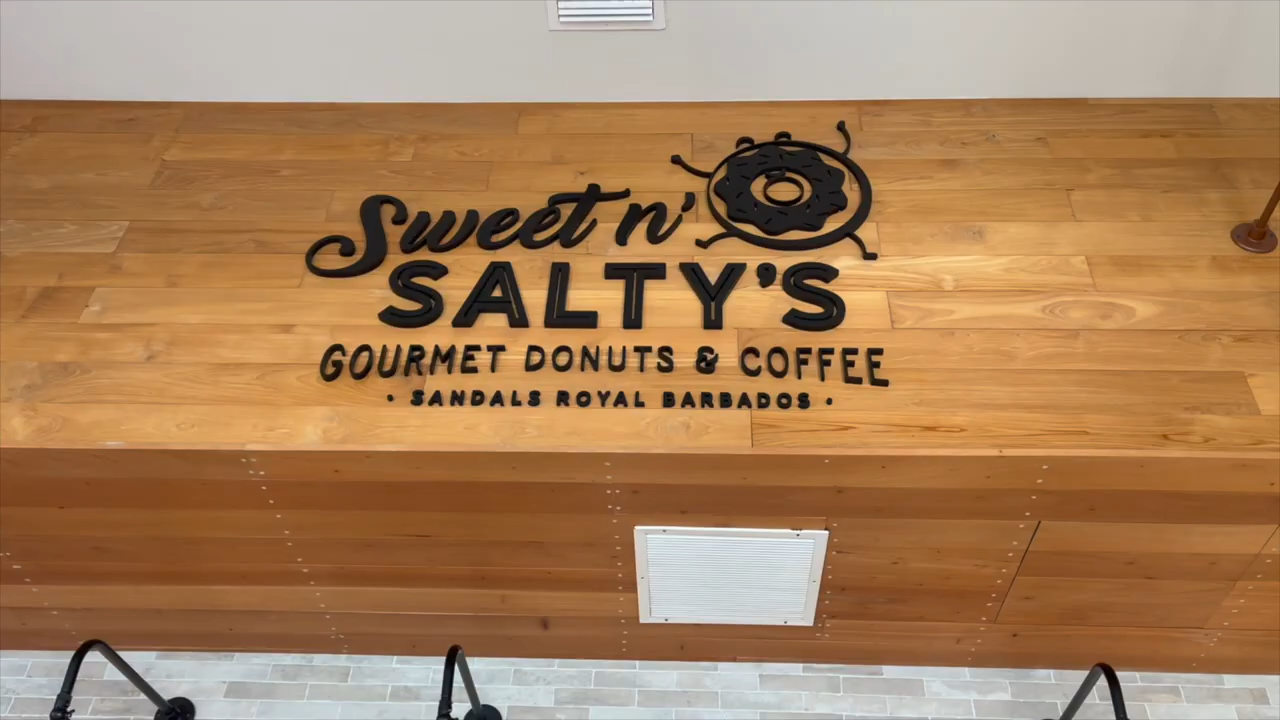 Sweet n'
SALTY'S
GOURMET DONUTS & COFFEE
• SANDALS ROYAL BARBADOS •